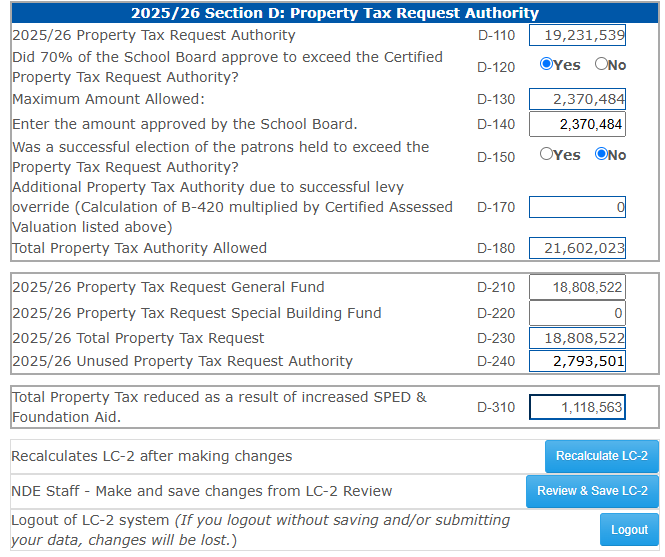 2025/26 Section D: Property Tax Request Authority
2025/26 Property Tax Request Authority D-110 19,231,539
Did 70% of the School Board approve to exceed the Certified
Property Tax Request Authority? D-120 Yes No
Maximum Amount Allowed: D-130 2,370,484
Enter the amount approved by the School Board. D-140 2,370,484
Was a successful election of the patrons held to exceed the
Property Tax Request Authority? D-150 Yes No
Additional Property Tax Authority due to successful levy
override (Calculation of B-420 multiplied by Certified Assessed D-170 0
Valuation listed above)
Total Property Tax Authority Allowed D-180 21,602,023
2025/26 Property Tax Request General Fund D-210 18,808,522
2025/26 Property Tax Request Special Building Fund D-220 0
2025/26 Total Property Tax Request D-230 18,808,522
2025/26 Unused Property Tax Request Authority D-240 2,793,501
Total Property Tax reduced as a result of increased SPED &
Foundation Aid. D-310 1,118,563
Recalculates LC-2 after making changes Recalculate LC-2
NDE Staff - Make and save changes from LC-2 Review Review & Save LC-2
Logout of LC-2 system (If you logout without saving and/or submitting
your data, changes will be lost.) Logout